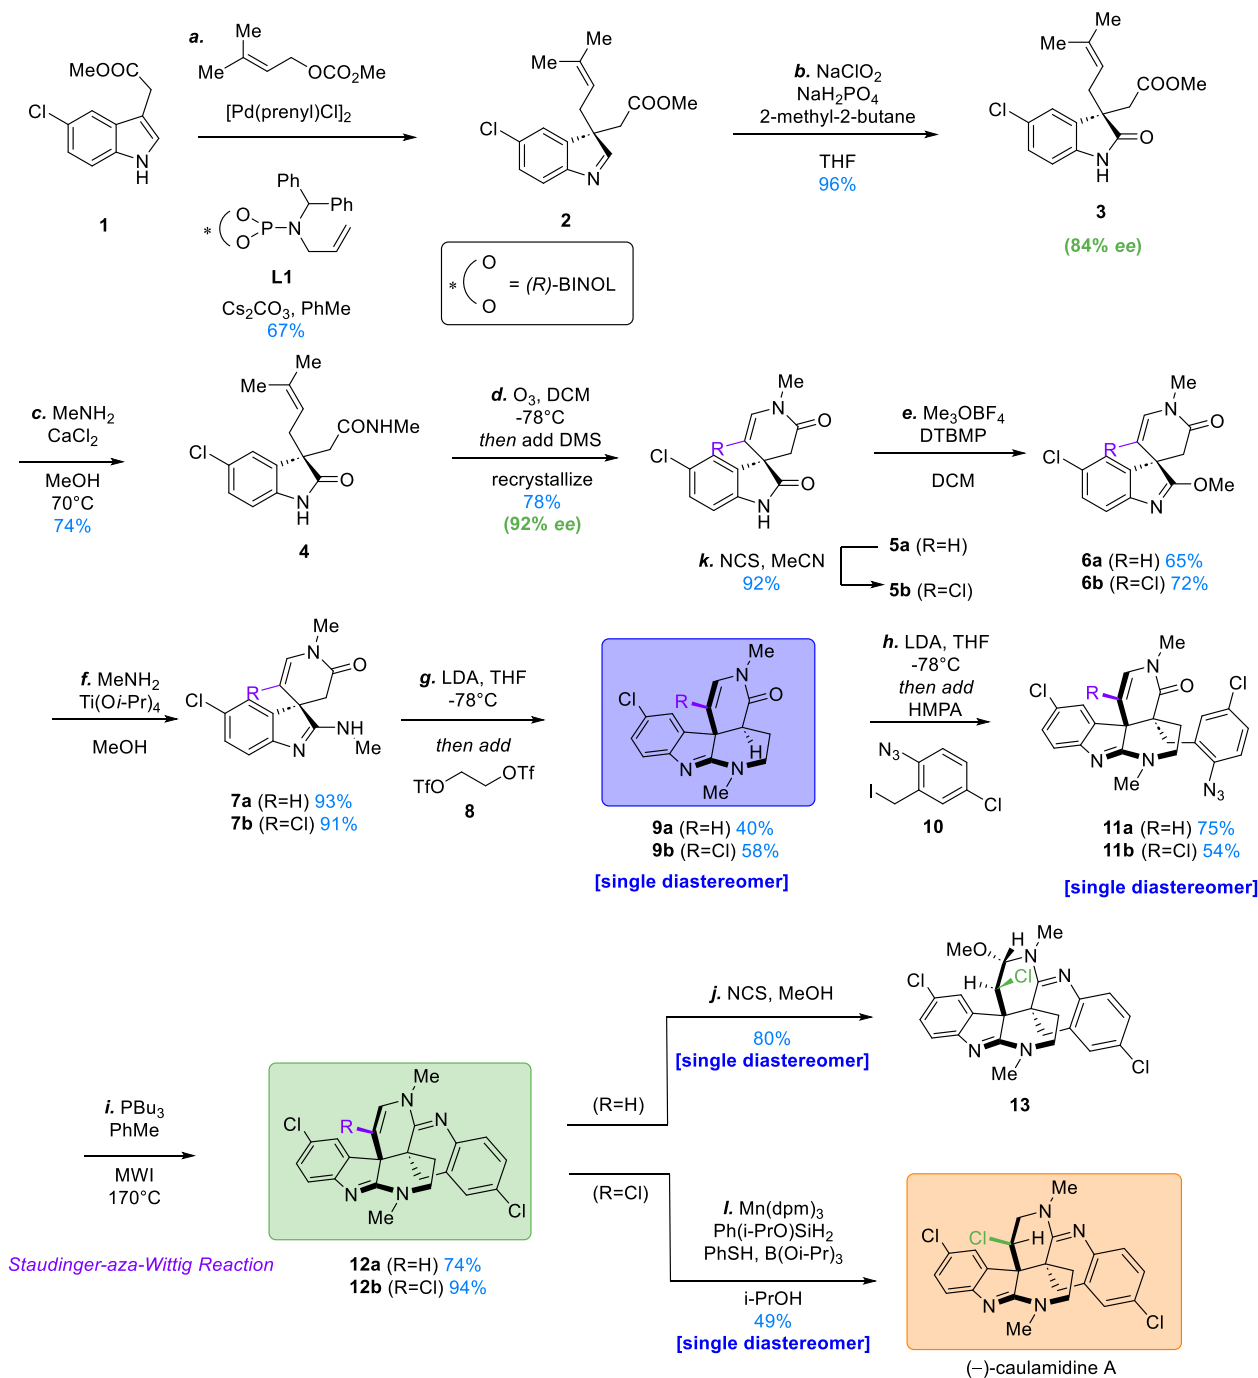 a.
Me
Me
OCO₂Me
MeOOC
Cl
N
H
1
[Pd(prenyl)Cl]₂
Ph
Ph
O
O
P
N
*
L1
Cs₂CO₃, PhMe
67%
Me
Me
COOMe
Cl
N
2
*
O
O
= (R)-BINOL
b. NaClO₂
NaH₂PO₄
2-methyl-2-butane
THF
96%
Me
Me
COOMe
Cl
O
N
H
3
(84% ee)
c. MeNH₂
CaCl₂
MeOH
70°C
74%
Me
Me
CONHMe
Cl
O
N
H
4
d. O₃, DCM
-78°C
then add DMS
recrystallize
78%
(92% ee)
Me
N
O
R
Cl
O
N
H
k. NCS, MeCN
92%
5a (R=H)
5b (R=Cl)
e. Me₃OBF₄
DTBMP
DCM
Me
N
O
R
Cl
OMe
N
6a (R=H) 65%
6b (R=Cl) 72%
f. MeNH₂
Ti(Oi-Pr)₄
MeOH
Me
N
O
R
Cl
NH
N
Me
7a (R=H) 93%
7b (R=Cl) 91%
g. LDA, THF
-78°C
then add
OTf
TfO
8
Me
N
Cl
R
O
H
N
N
Me
9a (R=H) 40%
9b (R=Cl) 58%
[single diastereomer]
h. LDA, THF
-78°C
then add
HMPA
N₃
I
Cl
10
Me
N
Cl
R
O
Cl
N
N
Me
N₃
11a (R=H) 75%
11b (R=Cl) 54%
[single diastereomer]
i. PBu₃
PhMe
MWI
170°C
Staudinger-aza-Wittig Reaction
Me
N
Cl
R
N
N
N
Me
Cl
12a (R=H) 74%
12b (R=Cl) 94%
(R=H)
j. NCS, MeOH
80%
[single diastereomer]
H
Me
MeO
N
N
Cl
H
Cl
N
N
Me
Cl
13
(R=Cl)
l. Mn(dpm)₃
Ph(i-PrO)SiH₂
PhSH, B(Oi-Pr)₃
i-PrOH
49%
[single diastereomer]
Me
N
N
Cl
Cl
H
N
N
Me
Cl
(−)-caulamidine A